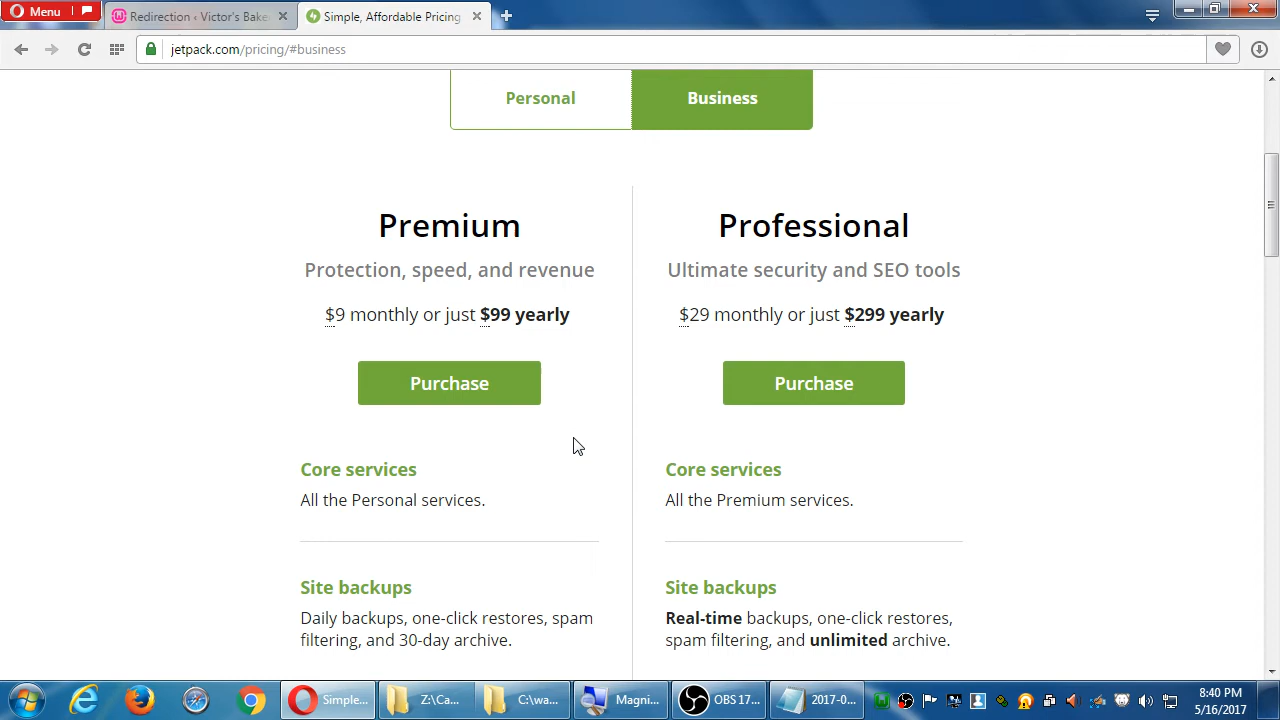 Menu
Redirection ‹ Victor's Bake
Simple, Affordable Pricing
jetpack.com/pricing/#business
Personal
Business
Premium
Protection, speed, and revenue
$9 monthly or just $99 yearly
Purchase
Core services
All the Personal services.
Site backups
Daily backups, one-click restores, spam
filtering, and 30-day archive.
Professional
Ultimate security and SEO tools
$29 monthly or just $299 yearly
Purchase
Core services
All the Premium services.
Site backups
Real-time backups, one-click restores,
spam filtering, and unlimited archive.
Simple...
Z:\Ca...
C:\wa...
Magni...
OBS 17....
2017-0...
8:40 PM
5/16/2017